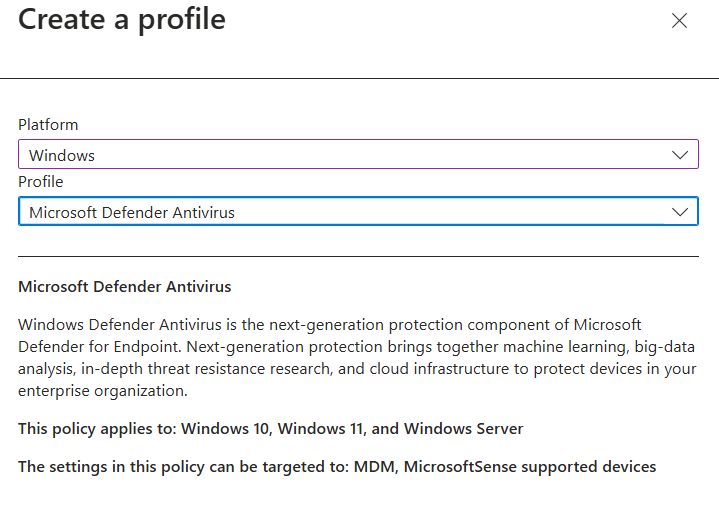 Create a profile
Platform
Windows
Profile
Microsoft Defender Antivirus
Microsoft Defender Antivirus
Windows Defender Antivirus is the next-generation protection component of Microsoft
Defender for Endpoint. Next-generation protection brings together machine learning, big-data
analysis, in-depth threat resistance research, and cloud infrastructure to protect devices in your
enterprise organization.
This policy applies to: Windows 10, Windows 11, and Windows Server
The settings in this policy can be targeted to: MDM, MicrosoftSense supported devices